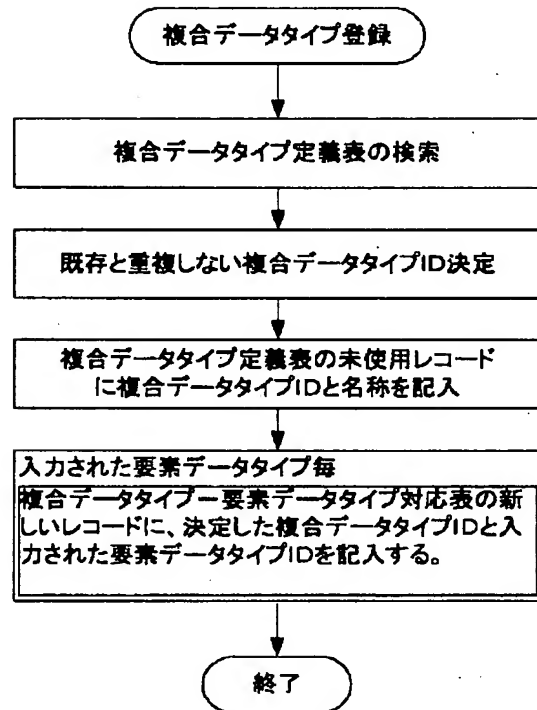 複合データタイプ登録
複合データタイプ定義表の検索
既存と重複しない複合データタイプID決定
複合データタイプ定義表の未使用レコード
に複合データタイプIDと名称を記入
入力された要素データタイプ毎
複合データタイプー要素データタイプ対応表の新
しいレコードに、決定した複合データタイプIDと入
力された要素データタイプIDを記入する。
終了